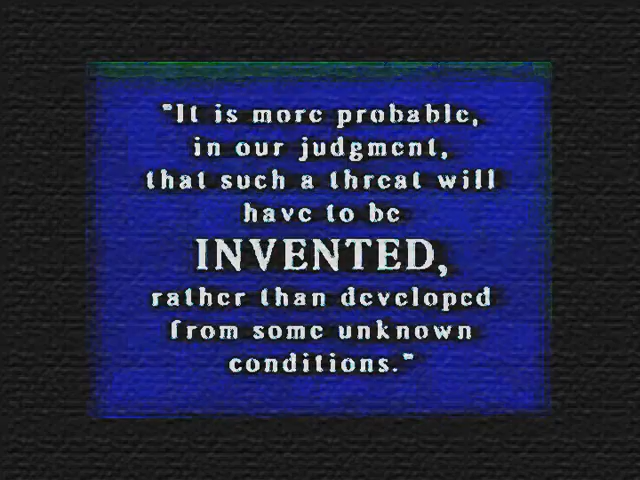 "It is more probable,
in our judgment,
that such a threat will
have to be
INVENTED,
rather than developed
from some unknown
conditions."